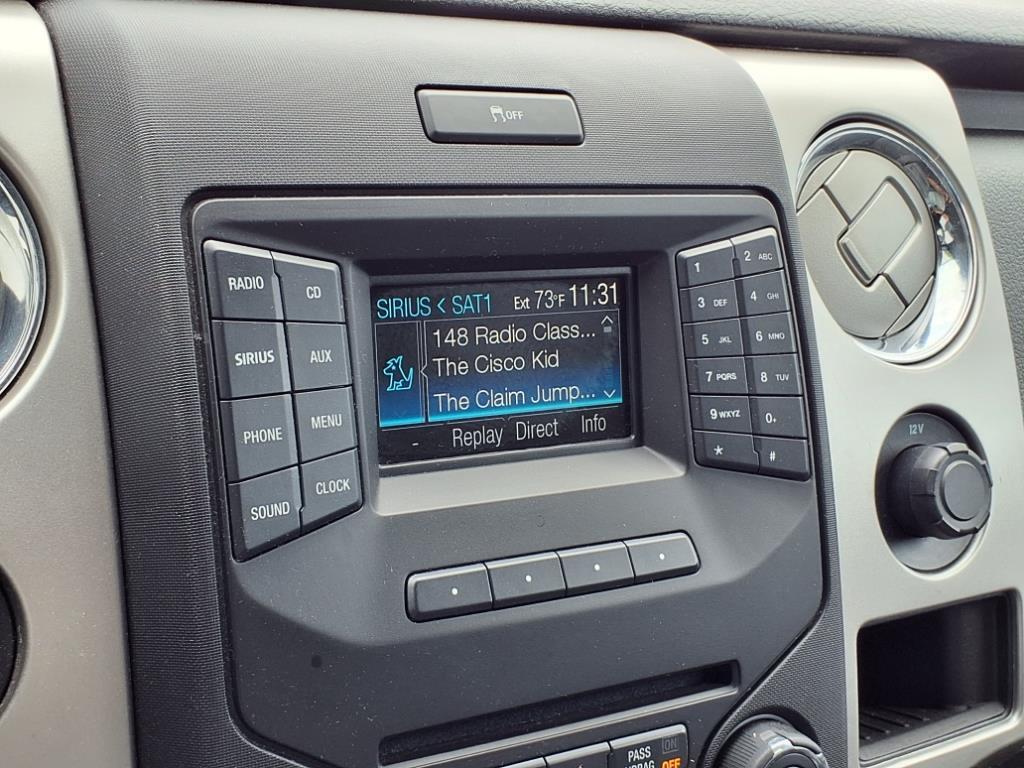 OFF
RADIO CD
SIRIUS AUX
PHONE MENU
SOUND CLOCK
SIRIUS < SAT1 Ext 73°F 11:31
148 Radio Class...
The Cisco Kid
The Claim Jump...
- Replay Direct Info
1 2 ABC
3 DEF 4 GHI
5 JKL 6 MNO
7 PQRS 8 TUV
9 WXYZ 0+
* #
12V
PASS ON
OFF